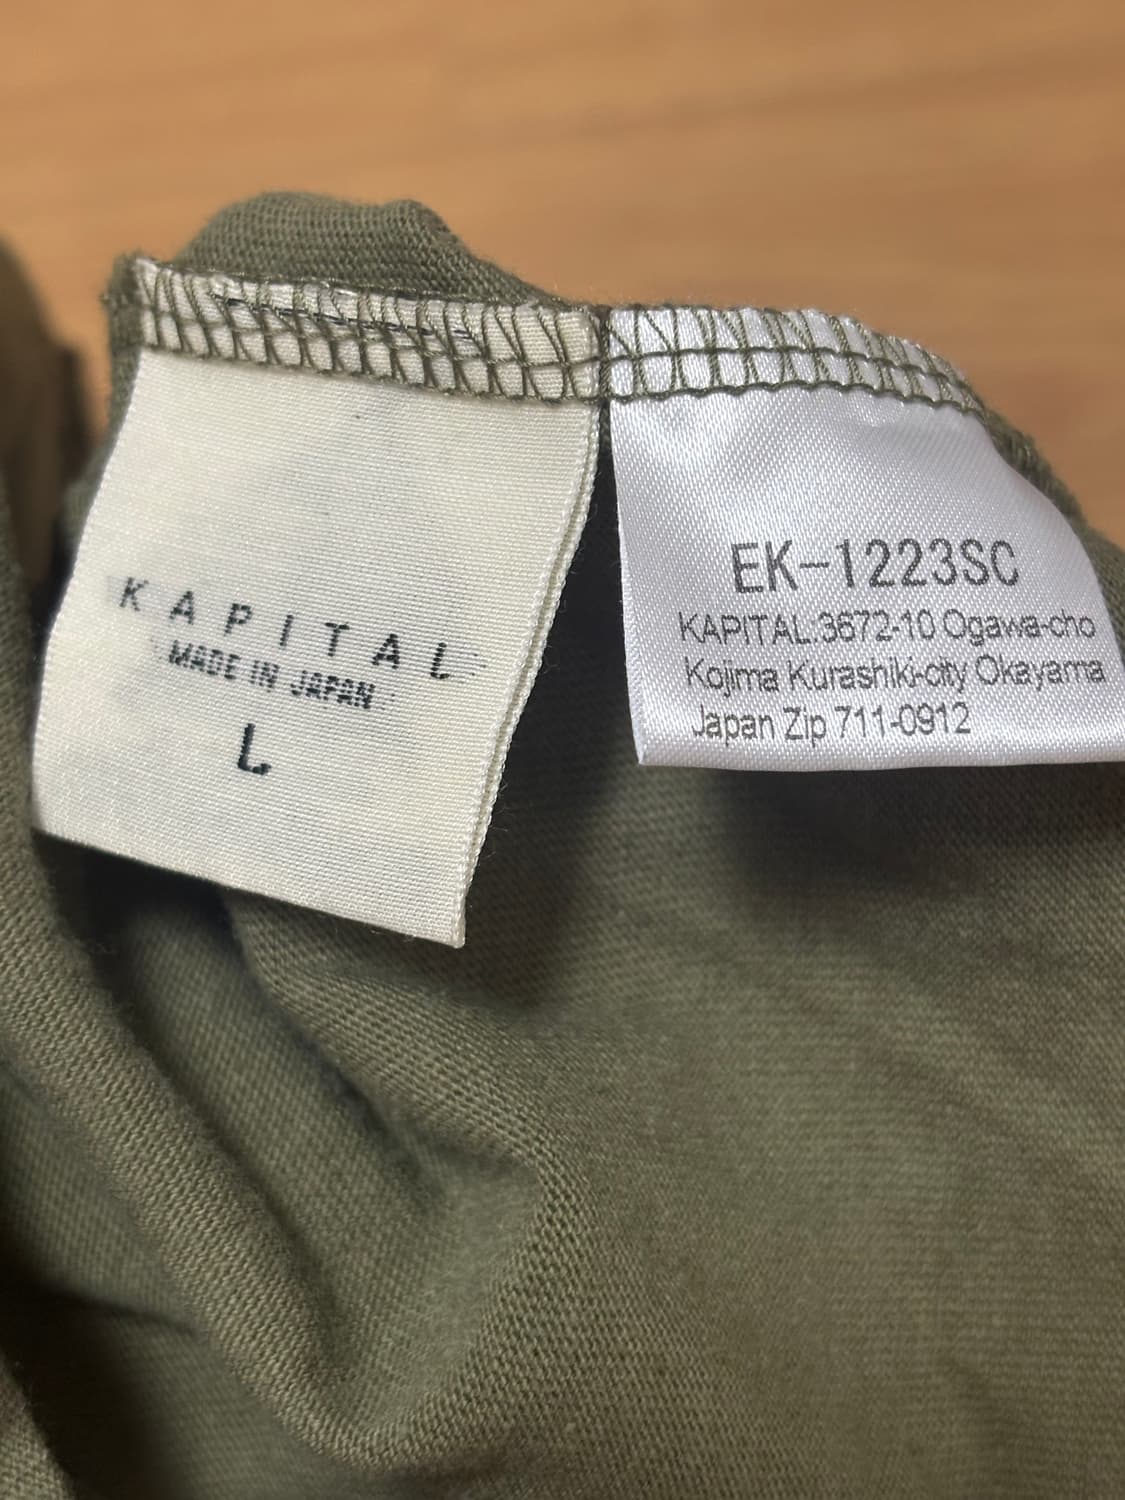 KAPITAL
MADE IN JAPAN
L
EK-1223SC
KAPITAL.3672-10 Ogawa-cho
Kojima Kurashiki-city Okayama
Japan Zip 711-0912